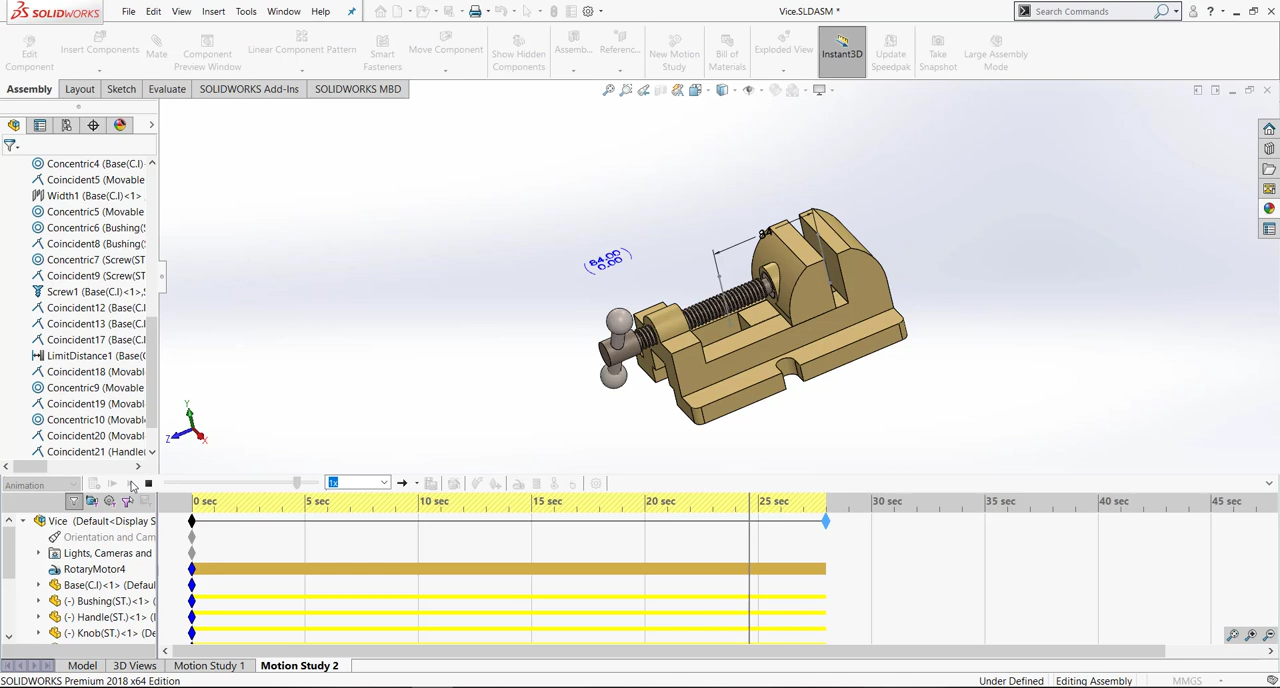 SOLIDWORKS File Edit View Insert Tools Window Help Vice.SLDASM * Search Commands
Edit Component
Insert Components
Mate
Component Preview Window
Linear Component Pattern
Smart Fasteners
Move Component
Show Hidden Components
Assemb...
Referenc...
New Motion Study
Bill of Materials
Exploded View
Instant3D
Update Speedpak
Take Snapshot
Large Assembly Mode
Assembly Layout Sketch Evaluate SOLIDWORKS Add-Ins SOLIDWORKS MBD
Concentric4 (Base(C.I)
Coincident5 (Movable
Width1 (Base(C.I)<1>
Concentric5 (Movable
Concentric6 (Bushing(
Coincident8 (Bushing(
Concentric7 (Screw(ST
Coincident9 (Screw(ST
Screw1 (Base(C.I)<1>,S
Coincident12 (Base(C.I
Coincident13 (Base(C.I
Coincident17 (Base(C.I
LimitDistance1 (Base(C
Coincident18 (Movabl
Concentric9 (Movable
Coincident19 (Movabl
Concentric10 (Movabl
Coincident20 (Movabl
Coincident21 (Handle(
84
(84.00
0.00)
Y
Z
X
Animation 1x
0 sec 5 sec 10 sec 15 sec 20 sec 25 sec 30 sec 35 sec 40 sec 45 sec
Vice (Default<Display S
Orientation and Cam
Lights, Cameras and
RotaryMotor4
Base(C.I)<1> (Defaul
(-) Bushing(ST.)<1> (
(-) Handle(ST.)<1> (
(-) Knob(ST.)<1> (De
Model 3D Views Motion Study 1 Motion Study 2
SOLIDWORKS Premium 2018 x64 Edition Under Defined Editing Assembly MMGS